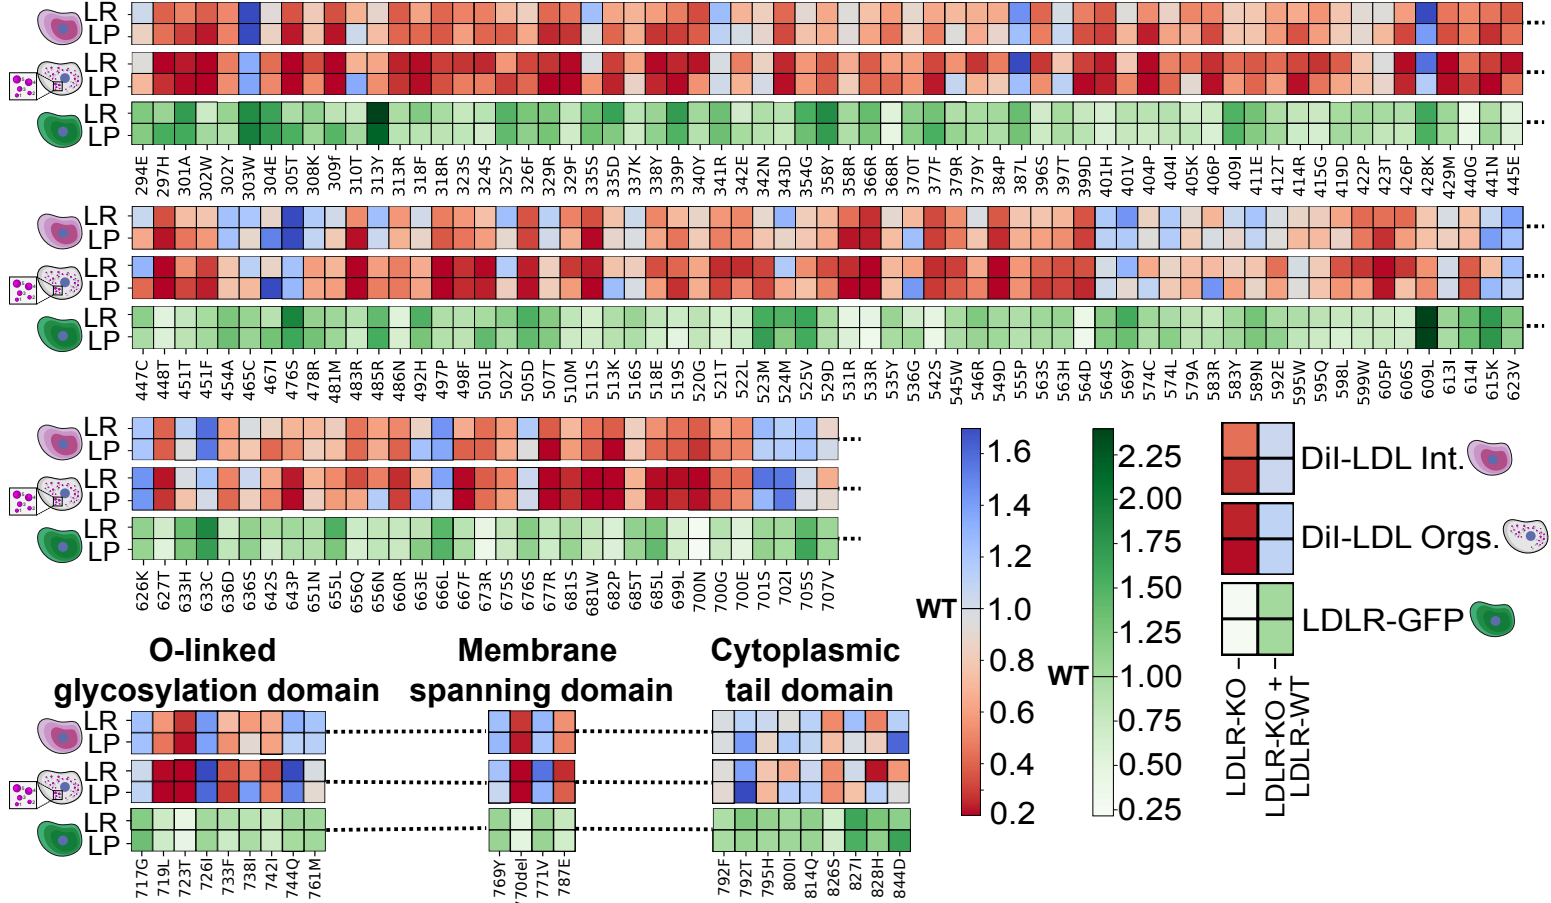 LR
LP
LR
LP
LR
LP
294E 297H 301A 302W 302Y 303W 304E 305T 308K 309f 310T 313Y 313R 318F 318R 323S 324S 325Y 326F 329R 329F 335S 335D 337K 338Y 339P 340Y 341R 342E 342N 343D 354G 358Y 358R 366R 368R 370T 377F 379R 379Y 384P 387L 396S 397T 399D 401H 401V 404P 404I 405K 406P 409I 411E 412T 414R 415G 419D 422P 423T 426P 428K 429M 440G 441N 445E
LR
LP
LR
LP
LR
LP
447C 448T 451T 451F 454A 465C 467I 476S 478R 481M 483R 485R 486N 492H 497P 498F 501E 502Y 505D 507T 510M 511S 513K 516S 518E 519S 520G 521T 522L 523M 524M 525V 529D 531R 533R 535Y 536G 542S 545W 546R 549D 555P 563S 563H 564D 564S 569Y 574C 574L 579A 583R 583Y 589N 592E 595W 595Q 598L 599W 605P 606S 609L 613I 614I 615K 623V
LR
LP
LR
LP
LR
LP
626K 627T 633H 633C 636D 636S 642S 643P 651N 655L 656Q 656N 660R 663E 666L 667F 673R 675S 676S 677R 681S 681W 682P 685T 685L 699L 700N 700G 700E 701S 702I 705S 707V
1.6
1.4
1.2
WT 1.0
0.8
0.6
0.4
0.2
2.25
2.00
1.75
1.50
1.25
WT 1.00
0.75
0.50
0.25
DiI-LDL Int.
DiI-LDL Orgs.
LDLR-GFP
LDLR-KO
LDLR-KO +
LDLR-WT
O-linked
glycosylation domain
Membrane
spanning domain
Cytoplasmic
tail domain
LR
LP
LR
LP
LR
LP
717G 719L 723T 726I 733F 738I 742I 744Q 761M
769Y 770del 771V 787E
792F 792T 795H 800I 814Q 826S 827I 828H 844D